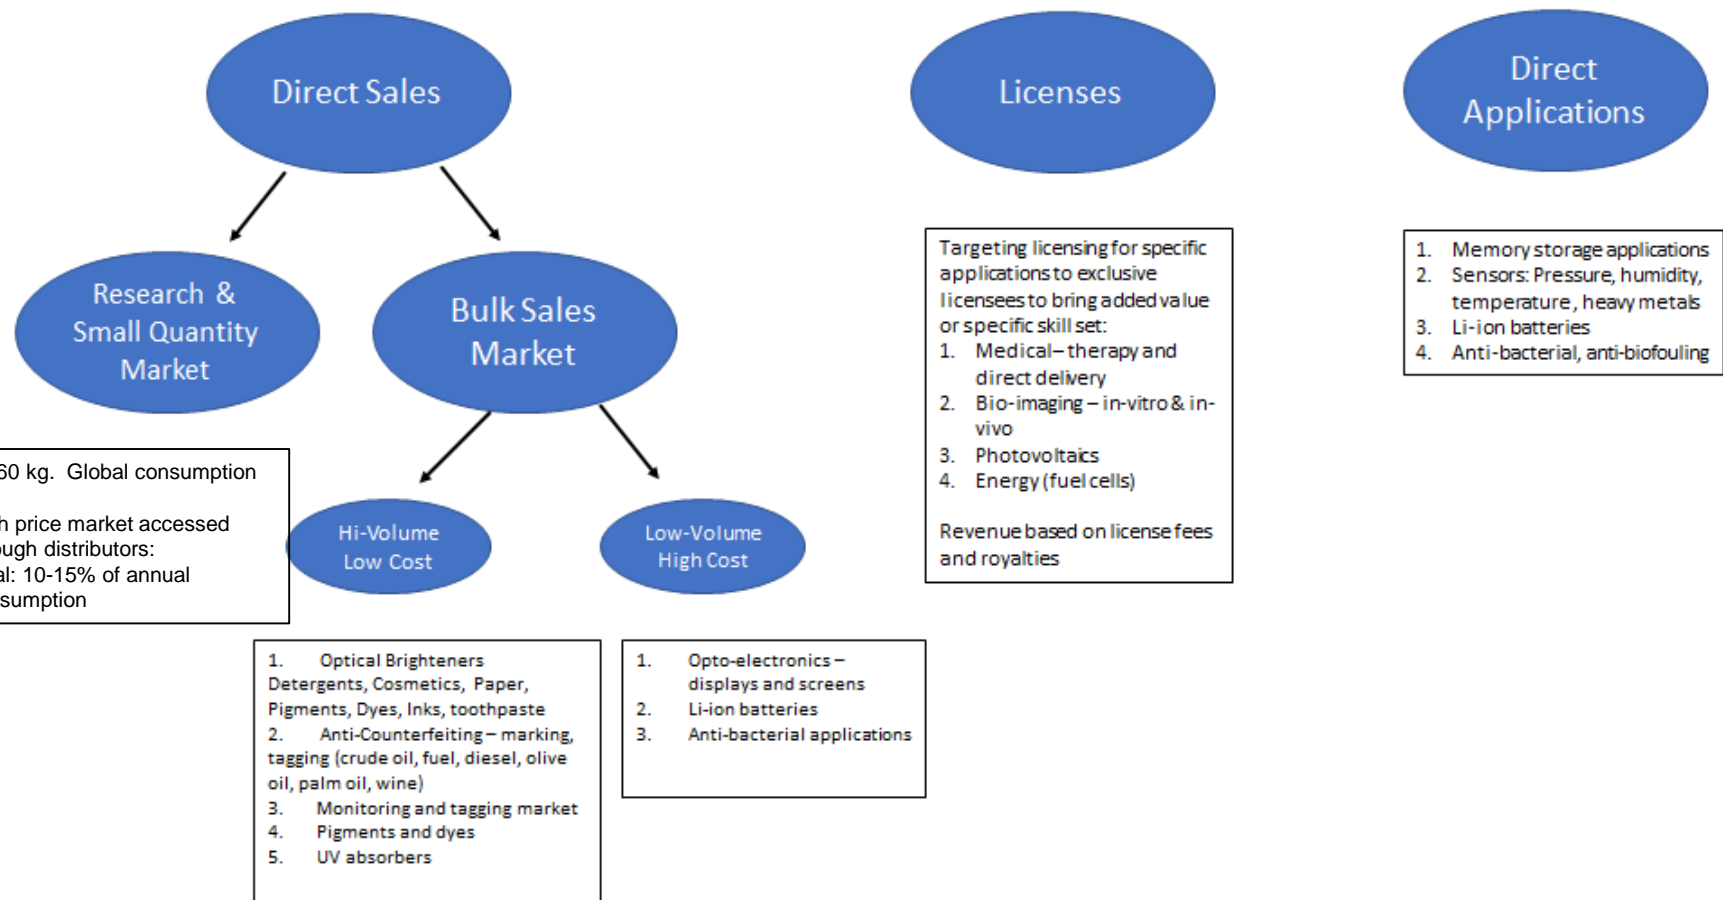 Direct Sales
Licenses
Direct
Applications
Research &
Small Quantity
Market
Bulk Sales
Market
Targeting licensing for specific
applications to exclusive
licensees to bring added value
or specific skill set:
1. Medical– therapy and
direct delivery
2. Bio-imaging – in-vitro & in-
vivo
3. Photovoltaics
4. Energy (fuel cells)
Revenue based on license fees
and royalties
1. Memory storage applications
2. Sensors: Pressure, humidity,
temperature, heavy metals
3. Li-ion batteries
4. Anti-bacterial, anti-biofouling
60 kg. Global consumption
price market accessed
distributors:
10-15% of annual
Hi-Volume
Low Cost
Low-Volume
High Cost
1. Optical Brighteners
Detergents, Cosmetics, Paper,
Pigments, Dyes, Inks, toothpaste
2. Anti-Counterfeiting – marking,
tagging (crude oil, fuel, diesel, olive
oil, palm oil, wine)
3. Monitoring and tagging market
4. Pigments and dyes
5. UV absorbers
1. Opto-electronics –
displays and screens
2. Li-ion batteries
3. Anti-bacterial applications